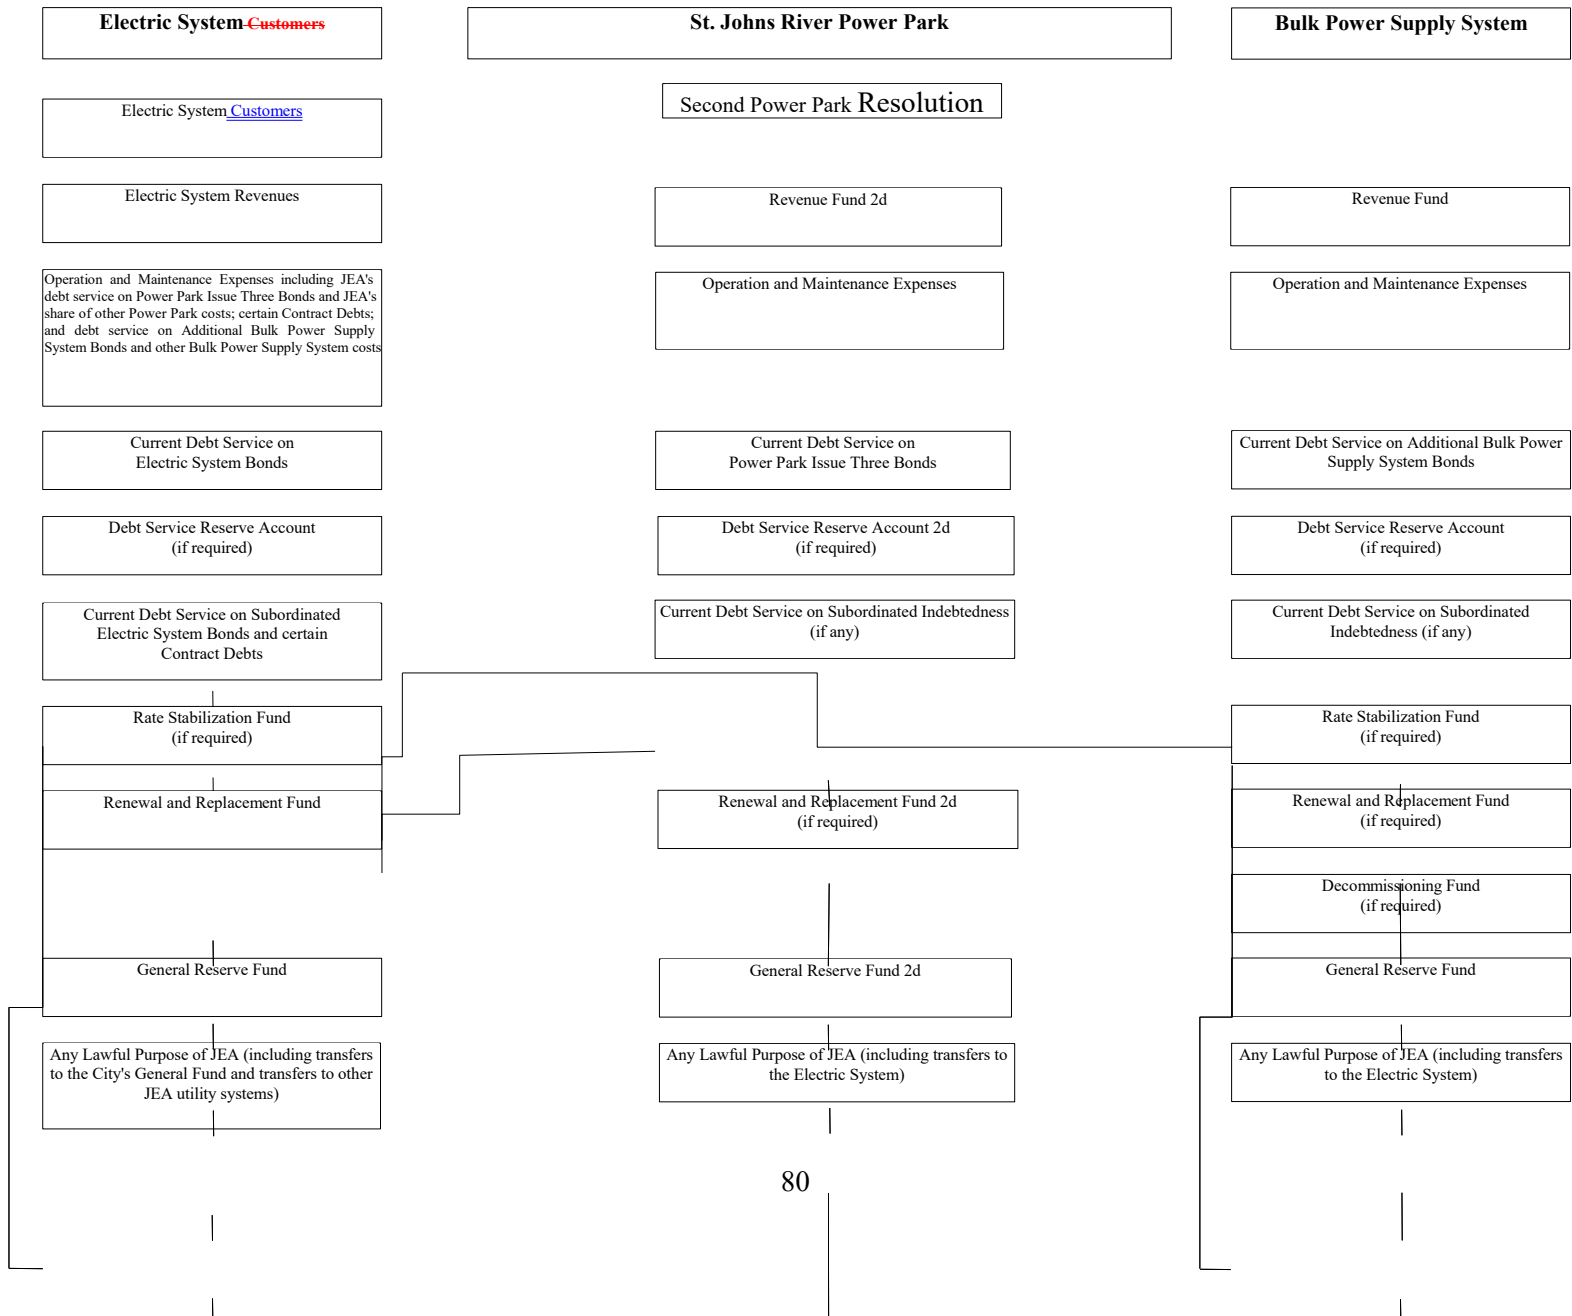 Electric System Customers
St. Johns River Power Park
Bulk Power Supply System
Second Power Park Resolution
Electric System Customers
Electric System Revenues
Revenue Fund 2d
Revenue Fund
Operation and Maintenance Expenses including JEA's
debt service on Power Park Issue Three Bonds and JEA's
share of other Power Park costs; certain Contract Debts;
and debt service on Additional Bulk Power Supply
System Bonds and other Bulk Power Supply System costs
Operation and Maintenance Expenses
Operation and Maintenance Expenses
Current Debt Service on
Electric System Bonds
Current Debt Service on
Power Park Issue Three Bonds
Current Debt Service on Additional Bulk Power
Supply System Bonds
Debt Service Reserve Account
(if required)
Debt Service Reserve Account 2d
(if required)
Debt Service Reserve Account
(if required)
Current Debt Service on Subordinated
Electric System Bonds and certain
Contract Debts
Current Debt Service on Subordinated Indebtedness
(if any)
Current Debt Service on Subordinated
Indebtedness (if any)
Rate Stabilization Fund
(if required)
Rate Stabilization Fund
(if required)
Renewal and Replacement Fund
Renewal and Replacement Fund 2d
(if required)
Renewal and Replacement Fund
(if required)
Decommissioning Fund
(if required)
General Reserve Fund
General Reserve Fund 2d
General Reserve Fund
Any Lawful Purpose of JEA (including transfers
to the City's General Fund and transfers to other
JEA utility systems)
Any Lawful Purpose of JEA (including transfers to
the Electric System)
Any Lawful Purpose of JEA (including transfers
to the Electric System)
80